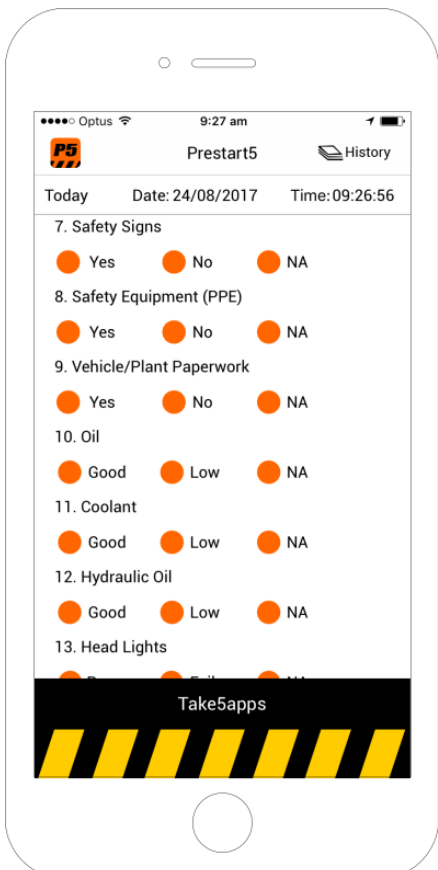 Optus 9:27 am
P5 Prestart5 History
Today Date: 24/08/2017 Time: 09:26:56
7. Safety Signs
Yes No NA
8. Safety Equipment (PPE)
Yes No NA
9. Vehicle/Plant Paperwork
Yes No NA
10. Oil
Good Low NA
11. Coolant
Good Low NA
12. Hydraulic Oil
Good Low NA
13. Head Lights
Take5apps